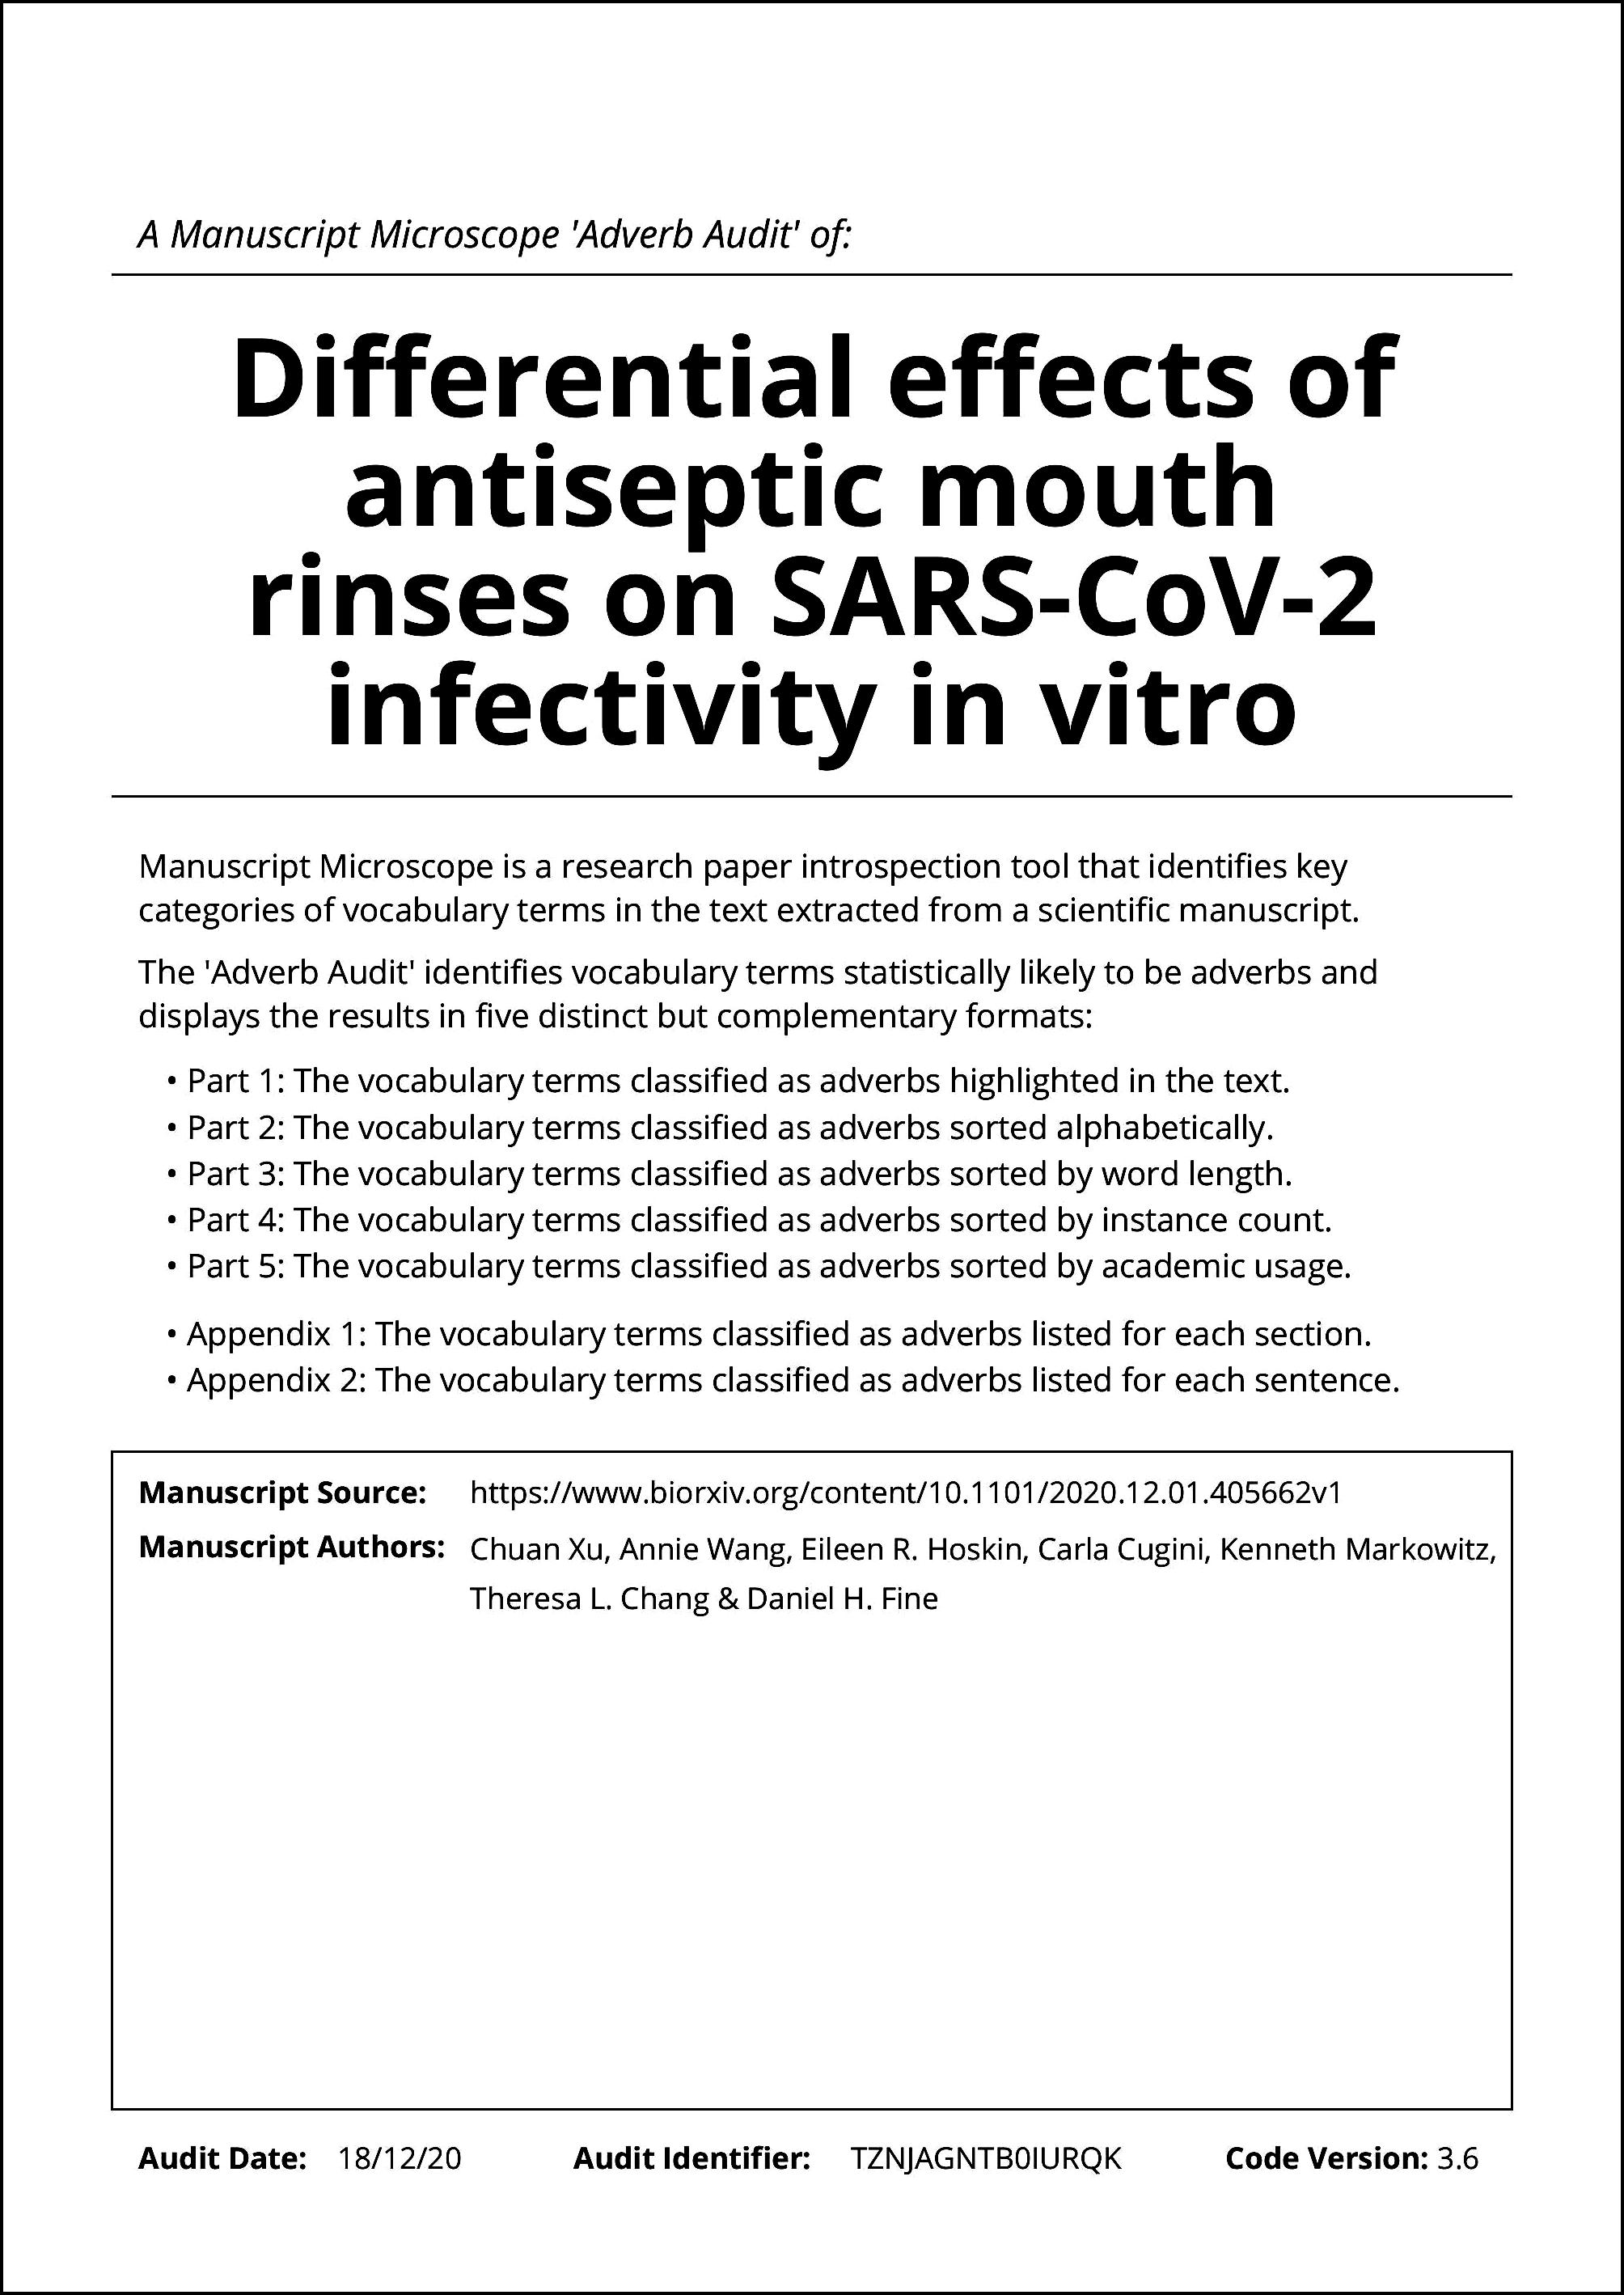 A Manuscript Microscope 'Adverb Audit' of:
Differential effects of
antiseptic mouth
rinses on SARS-CoV-2
infectivity in vitro
Manuscript Microscope is a research paper introspection tool that identifies key
categories of vocabulary terms in the text extracted from a scientific manuscript.
The 'Adverb Audit' identifies vocabulary terms statistically likely to be adverbs and
displays the results in five distinct but complementary formats:
• Part 1: The vocabulary terms classified as adverbs highlighted in the text.
• Part 2: The vocabulary terms classified as adverbs sorted alphabetically.
• Part 3: The vocabulary terms classified as adverbs sorted by word length.
• Part 4: The vocabulary terms classified as adverbs sorted by instance count.
• Part 5: The vocabulary terms classified as adverbs sorted by academic usage.
• Appendix 1: The vocabulary terms classified as adverbs listed for each section.
• Appendix 2: The vocabulary terms classified as adverbs listed for each sentence.
Manuscript Source: https://www.biorxiv.org/content/10.1101/2020.12.01.405662v1
Manuscript Authors: Chuan Xu, Annie Wang, Eileen R. Hoskin, Carla Cugini, Kenneth Markowitz,
Theresa L. Chang & Daniel H. Fine
Audit Date: 18/12/20 Audit Identifier: TZNJAGNTB0IURQK Code Version: 3.6